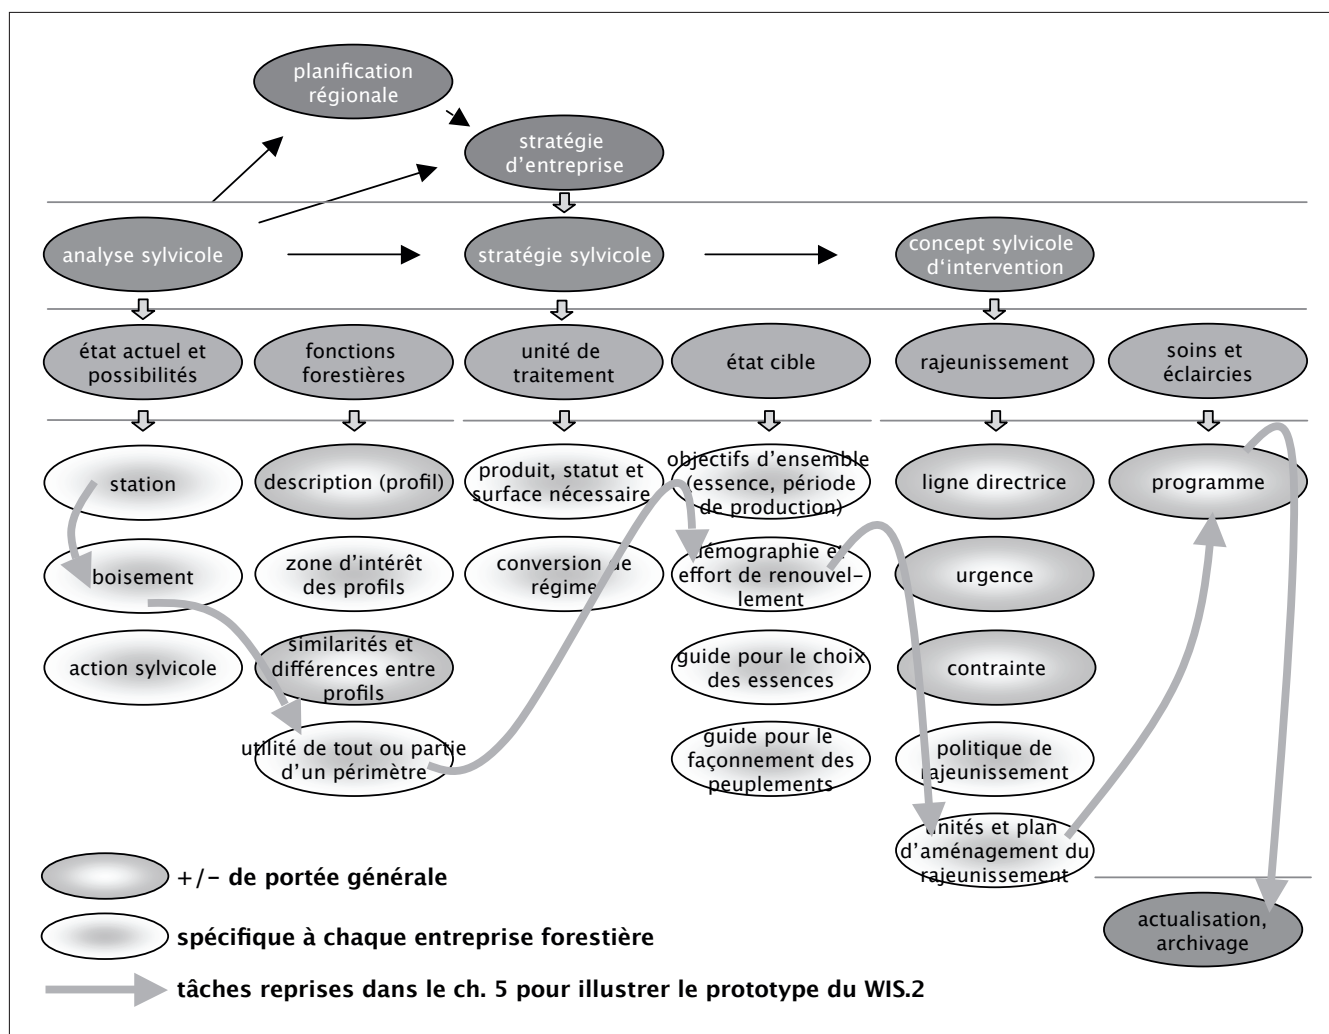 planification
régionale
stratégie
d'entreprise
analyse sylvicole
stratégie sylvicole
concept sylvicole
d‘intervention
état actuel et
possibilités
fonctions
forestières
unité de
traitement
état cible
rajeunissement
soins et
éclaircies
station
description (profil)
produit, statut et
surface nécessaire
objectifs d'ensemble
(essence, période
de production)
ligne directrice
programme
boisement
zone d'intérêt
des profils
conversion de
régime
démographie et
effort de renouvel-
lement
urgence
action sylvicole
similarités et
différences entre
profils
guide pour le choix
des essences
contrainte
utilité de tout ou partie
d'un périmètre
guide pour le
façonnement des
peuplements
politique de
rajeunissement
unités et plan
d'aménagement du
rajeunissement
actualisation,
archivage
+/- de portée générale
spécifique à chaque entreprise forestière
tâches reprises dans le ch. 5 pour illustrer le prototype du WIS.2